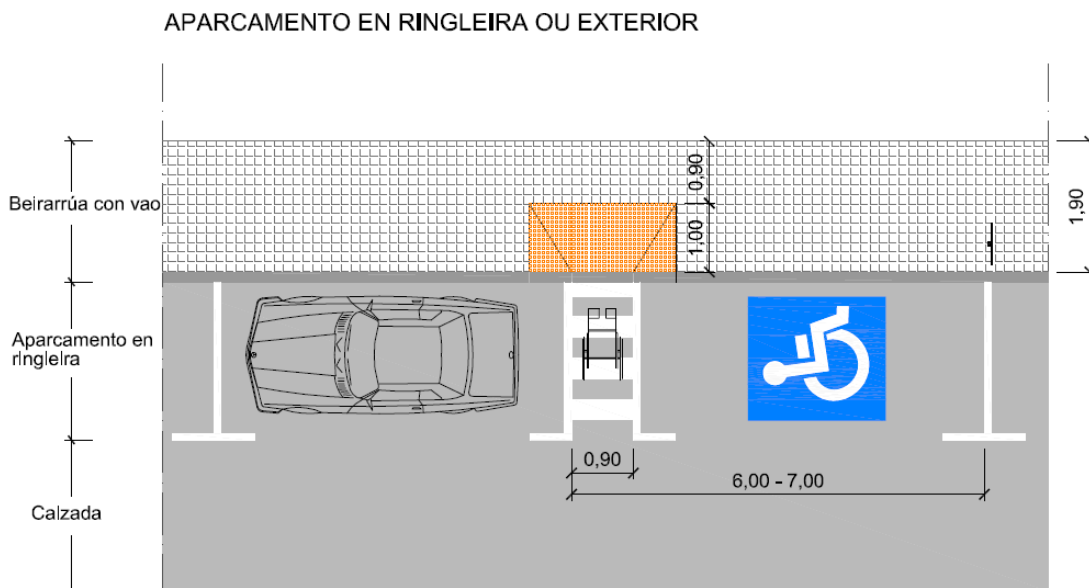 APARCAMENTO EN RINGLEIRA OU EXTERIOR
Beirarrúa con vao
0,90
1,00
1,90
Aparcamento en
ringleira
0,90
6,00 - 7,00
Calzada